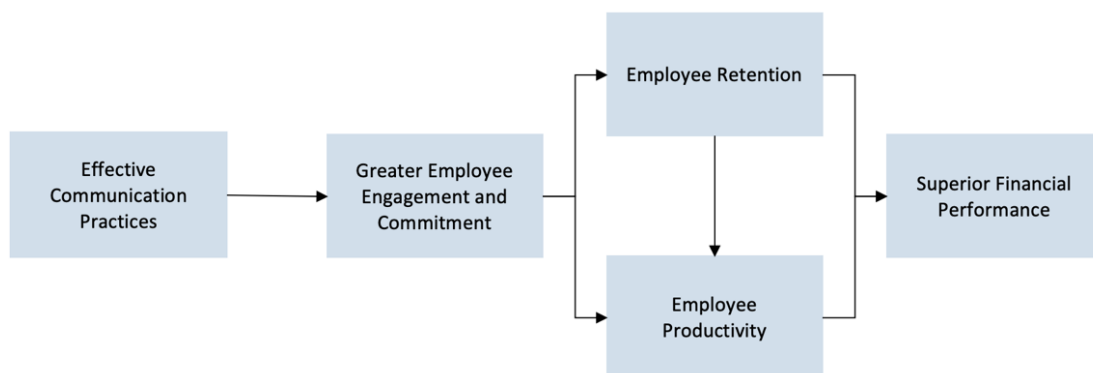 Effective
Communication
Practices
Greater Employee
Engagement and
Commitment
Employee Retention
Employee
Productivity
Superior Financial
Performance